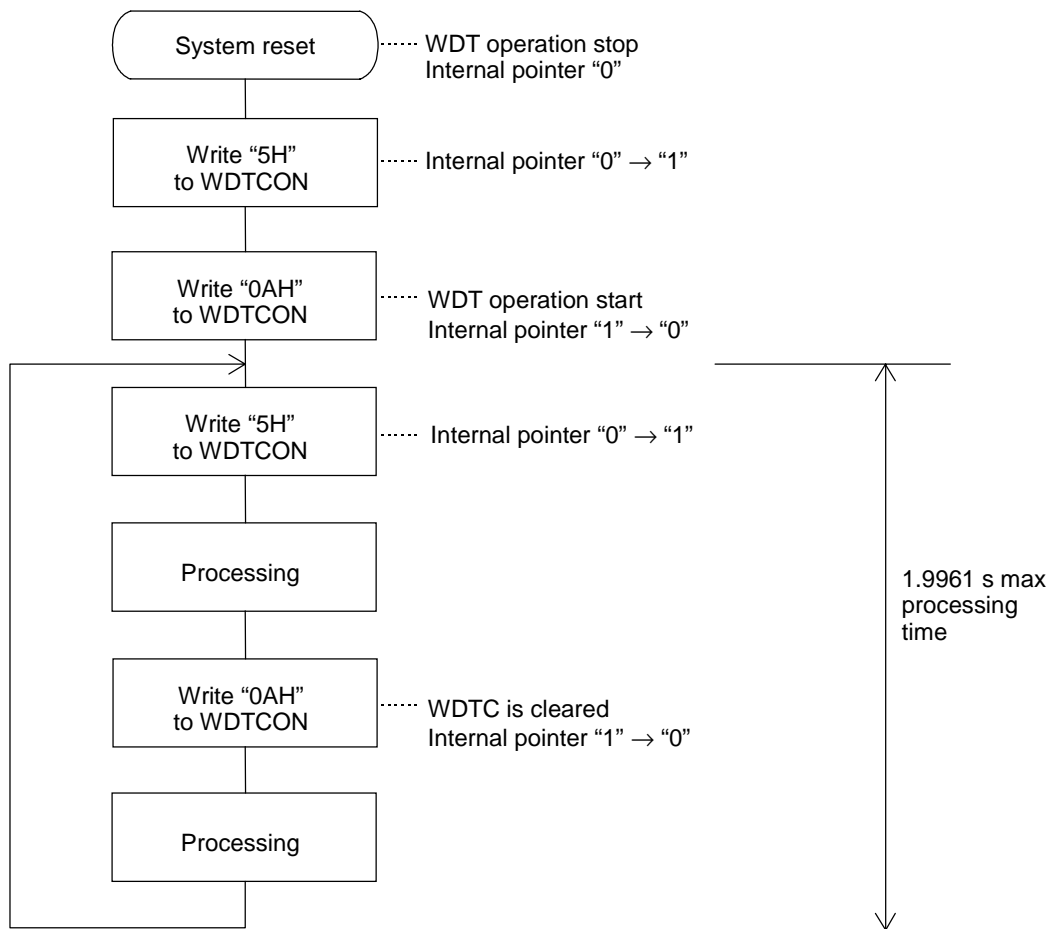 System reset
WDT operation stop
Internal pointer “0”
Write “5H”
to WDTCON
Internal pointer “0” → “1”
Write “0AH”
to WDTCON
WDT operation start
Internal pointer “1” → “0”
Write “5H”
to WDTCON
Internal pointer “0” → “1”
Processing
1.9961 s max
processing
time
Write “0AH”
to WDTCON
WDTC is cleared
Internal pointer “1” → “0”
Processing